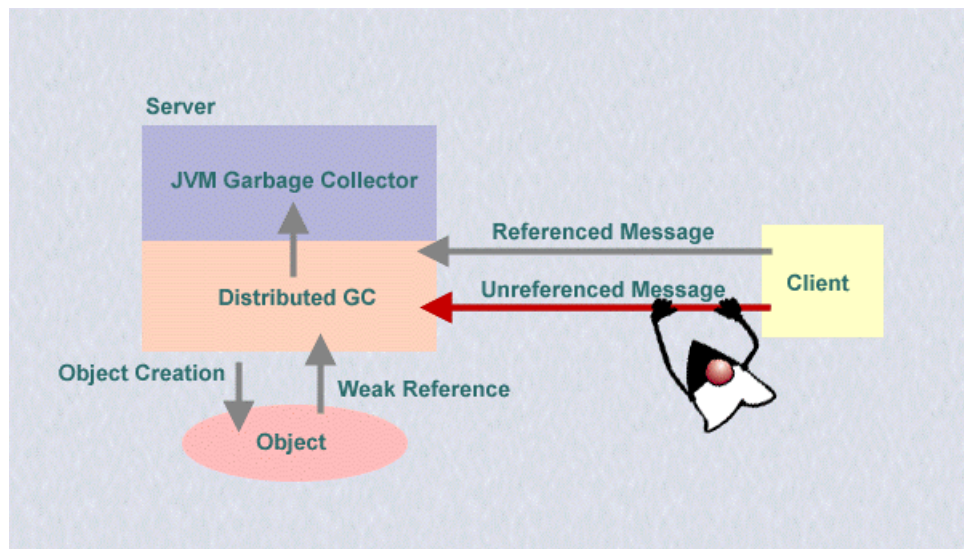 Server
JVM Garbage Collector
Referenced Message
Distributed GC
Unreferenced Message
Client
Object Creation
Weak Reference
Object